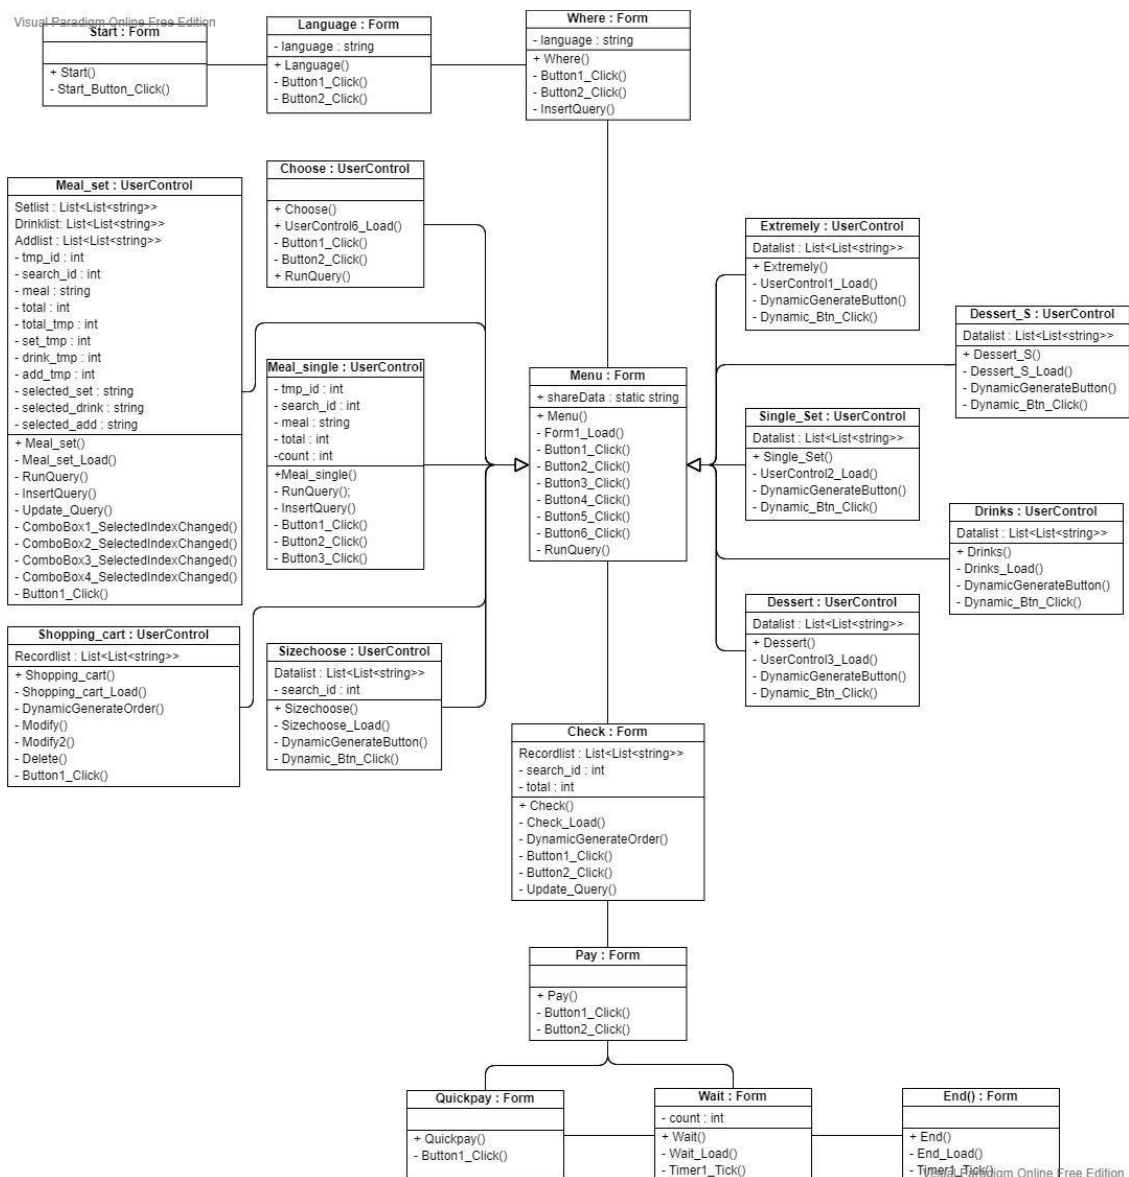 Visual Paradigm Online Free Edition
Start : Form
+ Start()
- Start_Button_Click()
Language : Form
- language : string
+ Language()
- Button1_Click()
- Button2_Click()
Where : Form
- language : string
+ Where()
- Button1_Click()
- Button2_Click()
- InsertQuery()
Meal_set : UserControl
Setlist : List<List<string>>
Drinklist: List<List<string>>
Addlist : List<List<string>>
- tmp_id : int
- search_id : int
- meal : string
- total : int
- total_tmp : int
- set_tmp : int
- drink_tmp : int
- add_tmp : int
- selected_set : string
- selected_drink : string
- selected_add : string
+ Meal_set()
- Meal_set_Load()
- RunQuery()
- InsertQuery()
- Update_Query()
- ComboBox1_SelectedIndexChanged()
- ComboBox2_SelectedIndexChanged()
- ComboBox3_SelectedIndexChanged()
- ComboBox4_SelectedIndexChanged()
- Button1_Click()
Choose : UserControl
+ Choose()
+ UserControl6_Load()
- Button1_Click()
- Button2_Click()
+ RunQuery()
Meal_single : UserControl
- tmp_id : int
- search_id : int
- meal : string
- total : int
-count : int
+Meal_single()
- RunQuery();
- InsertQuery()
- Button1_Click()
- Button2_Click()
- Button3_Click()
Menu : Form
+ shareData : static string
+ Menu()
- Form1_Load()
- Button1_Click()
- Button2_Click()
- Button3_Click()
- Button4_Click()
- Button5_Click()
- Button6_Click()
- RunQuery()
Extremely : UserControl
Datalist : List<List<string>>
+ Extremely()
- UserControl1_Load()
- DynamicGenerateButton()
- Dynamic_Btn_Click()
Dessert_S : UserControl
Datalist : List<List<string>>
+ Dessert_S()
- Dessert_S_Load()
- DynamicGenerateButton()
- Dynamic_Btn_Click()
Single_Set : UserControl
Datalist : List<List<string>>
+ Single_Set()
- UserControl2_Load()
- DynamicGenerateButton()
- Dynamic_Btn_Click()
Drinks : UserControl
Datalist : List<List<string>>
+ Drinks()
- Drinks_Load()
- DynamicGenerateButton()
- Dynamic_Btn_Click()
Dessert : UserControl
Datalist : List<List<string>>
+ Dessert()
- UserControl3_Load()
- DynamicGenerateButton()
- Dynamic_Btn_Click()
Shopping_cart : UserControl
Recordlist : List<List<string>>
+ Shopping_cart()
- Shopping_cart_Load()
- DynamicGenerateOrder()
- Modify()
- Modify2()
- Delete()
- Button1_Click()
Sizechoose : UserControl
Datalist : List<List<string>>
- search_id : int
+ Sizechoose()
- Sizechoose_Load()
- DynamicGenerateButton()
- Dynamic_Btn_Click()
Check : Form
Recordlist : List<List<string>>
- search_id : int
- total : int
+ Check()
- Check_Load()
- DynamicGenerateOrder()
- Button1_Click()
- Button2_Click()
- Update_Query()
Pay : Form
+ Pay()
- Button1_Click()
- Button2_Click()
Quickpay : Form
+ Quickpay()
- Button1_Click()
Wait : Form
- count : int
+ Wait()
- Wait_Load()
- Timer1_Tick()
End() : Form
+ End()
- End_Load()
- Timer1_Tick()
Visual Paradigm Online Free Edition